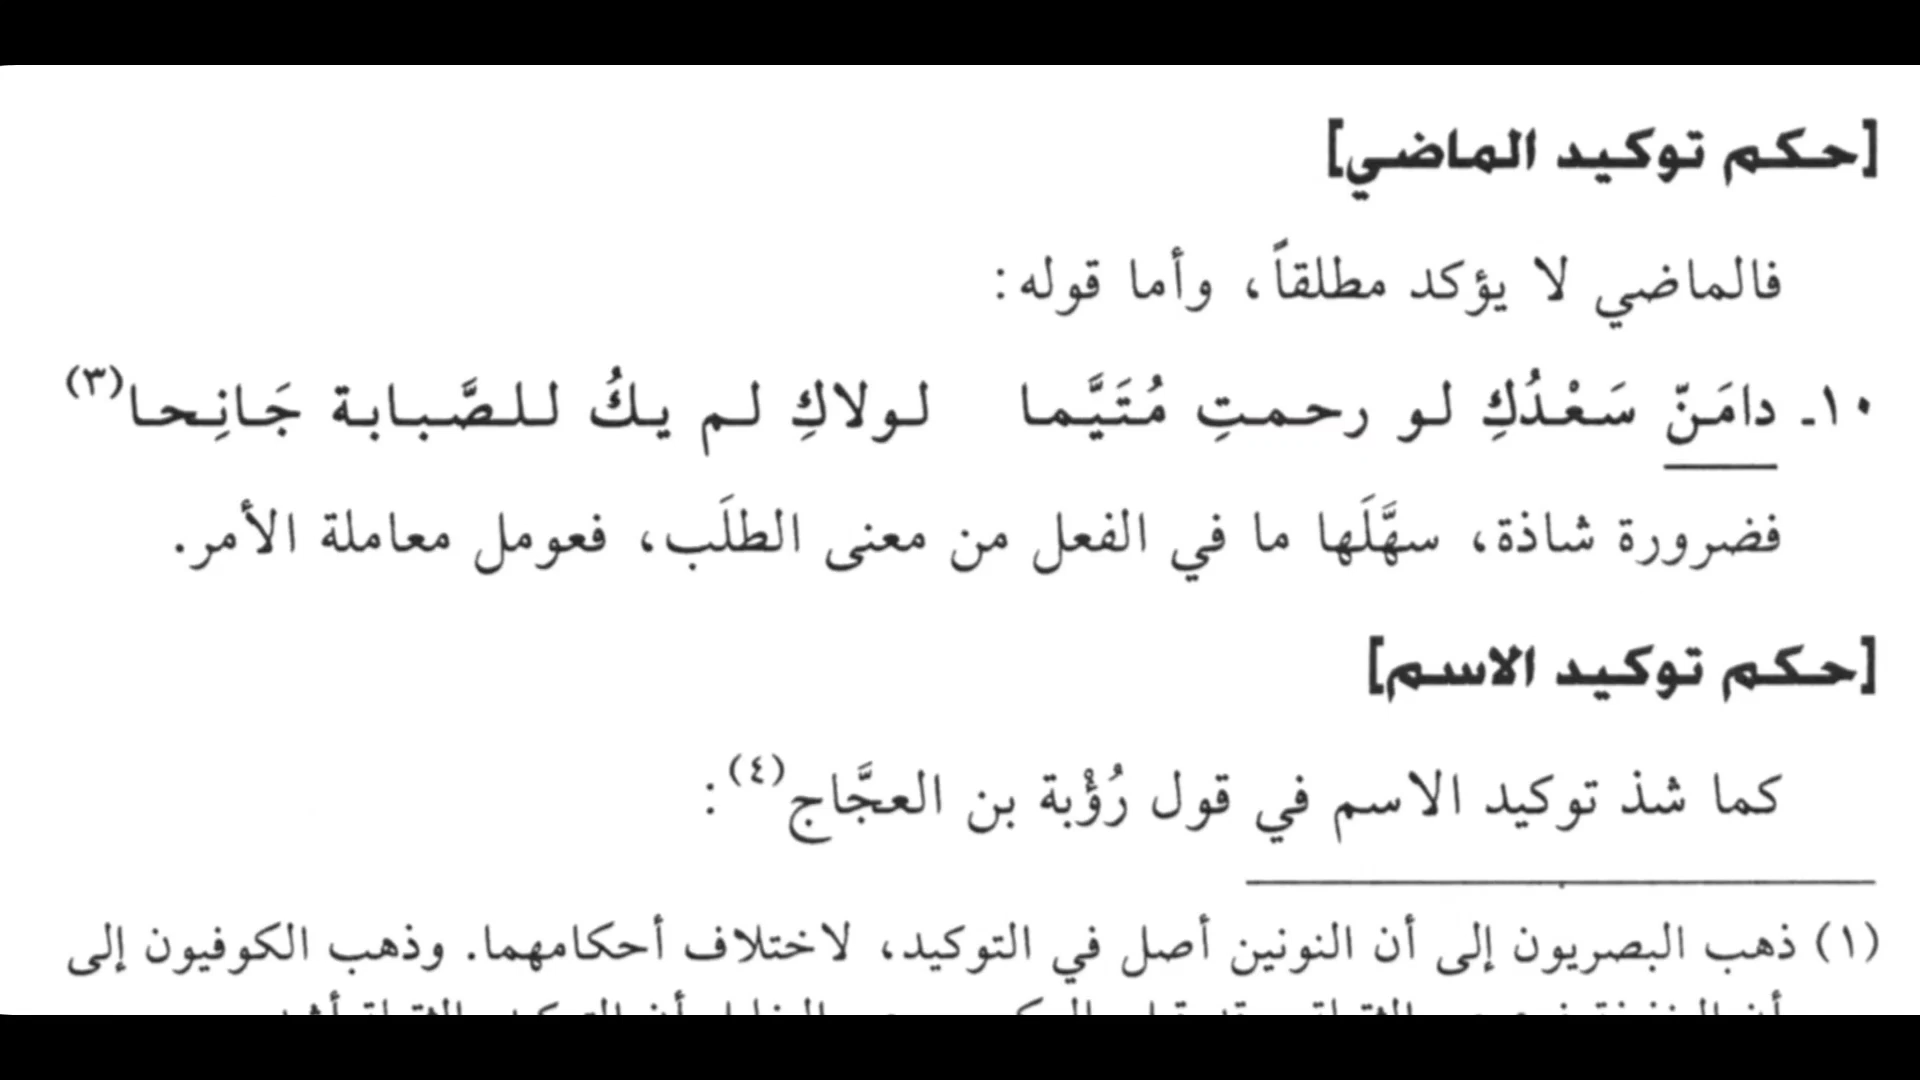 [حكم توكيد الماضي]
فالماضي لا يؤكد مطلقاً، وأما قوله:
١٠ـ دامَنّ سَعْدُكِ لو رحمتِ مُتَيَّما لولاكِ لم يكُ للصَّبابة جَانِحا(٣)
فضرورة شاذة، سهَّلَها ما في الفعل من معنى الطلَب، فعومل معاملة الأمر.
[حكم توكيد الاسم]
كما شذ توكيد الاسم في قول رُؤْبة بن العجَّاج(٤):
(١) ذهب البصريون إلى أن النونين أصل في التوكيد، لاختلاف أحكامهما. وذهب الكوفيون إلى